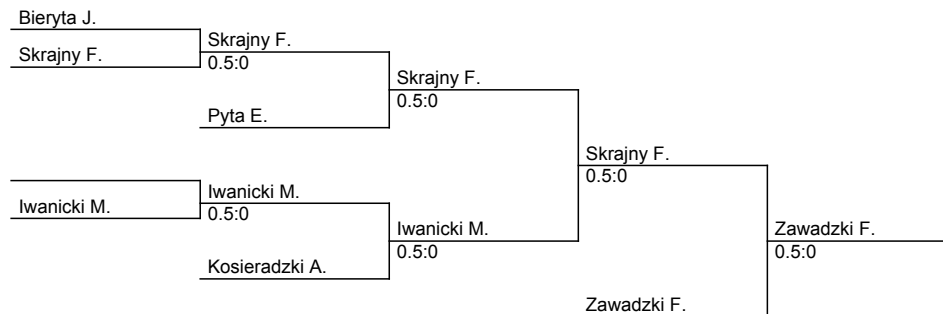 Bieryta J.
Skrajny F.
Skrajny F.
0.5:0
Skrajny F.
0.5:0
Pyta E.
Skrajny F.
0.5:0
Iwanicki M.
Iwanicki M.
0.5:0
Iwanicki M.
0.5:0
Zawadzki F.
0.5:0
Kosieradzki A.
Zawadzki F.